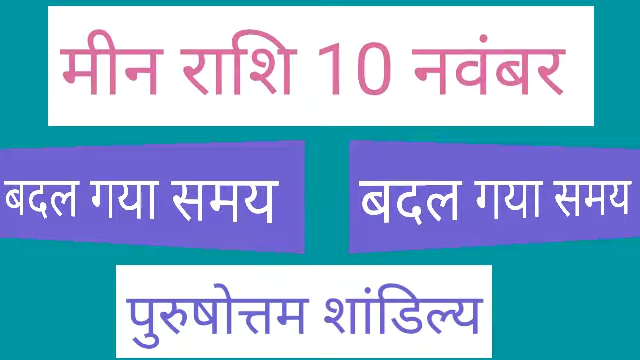 मीन राशि 10 नवंबर
बदल गया समय
बदल गया समय
पुरुषोत्तम शांडिल्य